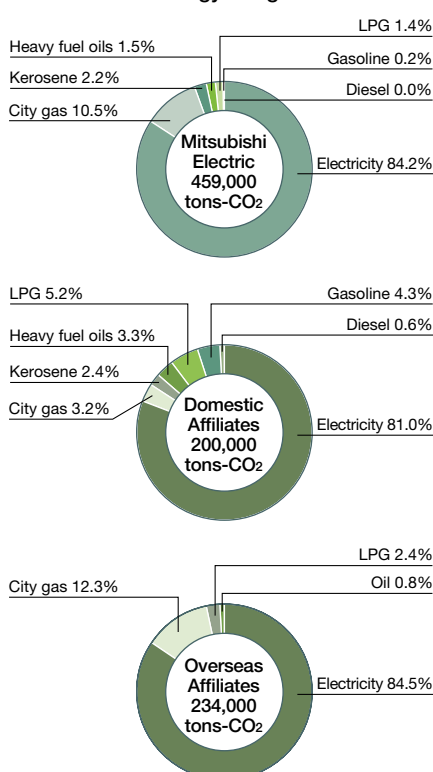 LPG 1.4%
Heavy fuel oils 1.5%
Gasoline 0.2%
Kerosene 2.2%
Diesel 0.0%
City gas 10.5%
Mitsubishi
Electric
459,000
tons-CO2
Electricity 84.2%
LPG 5.2%
Gasoline 4.3%
Heavy fuel oils 3.3%
Diesel 0.6%
Kerosene 2.4%
City gas 3.2%
Domestic
Affiliates
200,000
tons-CO2
Electricity 81.0%
LPG 2.4%
City gas 12.3%
Oil 0.8%
Overseas
Affiliates
234,000
tons-CO2
Electricity 84.5%